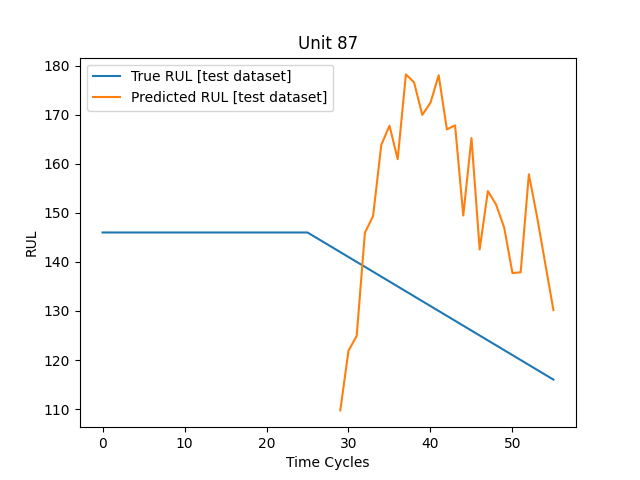 Unit 87
True RUL [test dataset]
Predicted RUL [test dataset]
180
170
160
150
140
130
120
110
RUL
0 10 20 30 40 50
Time Cycles